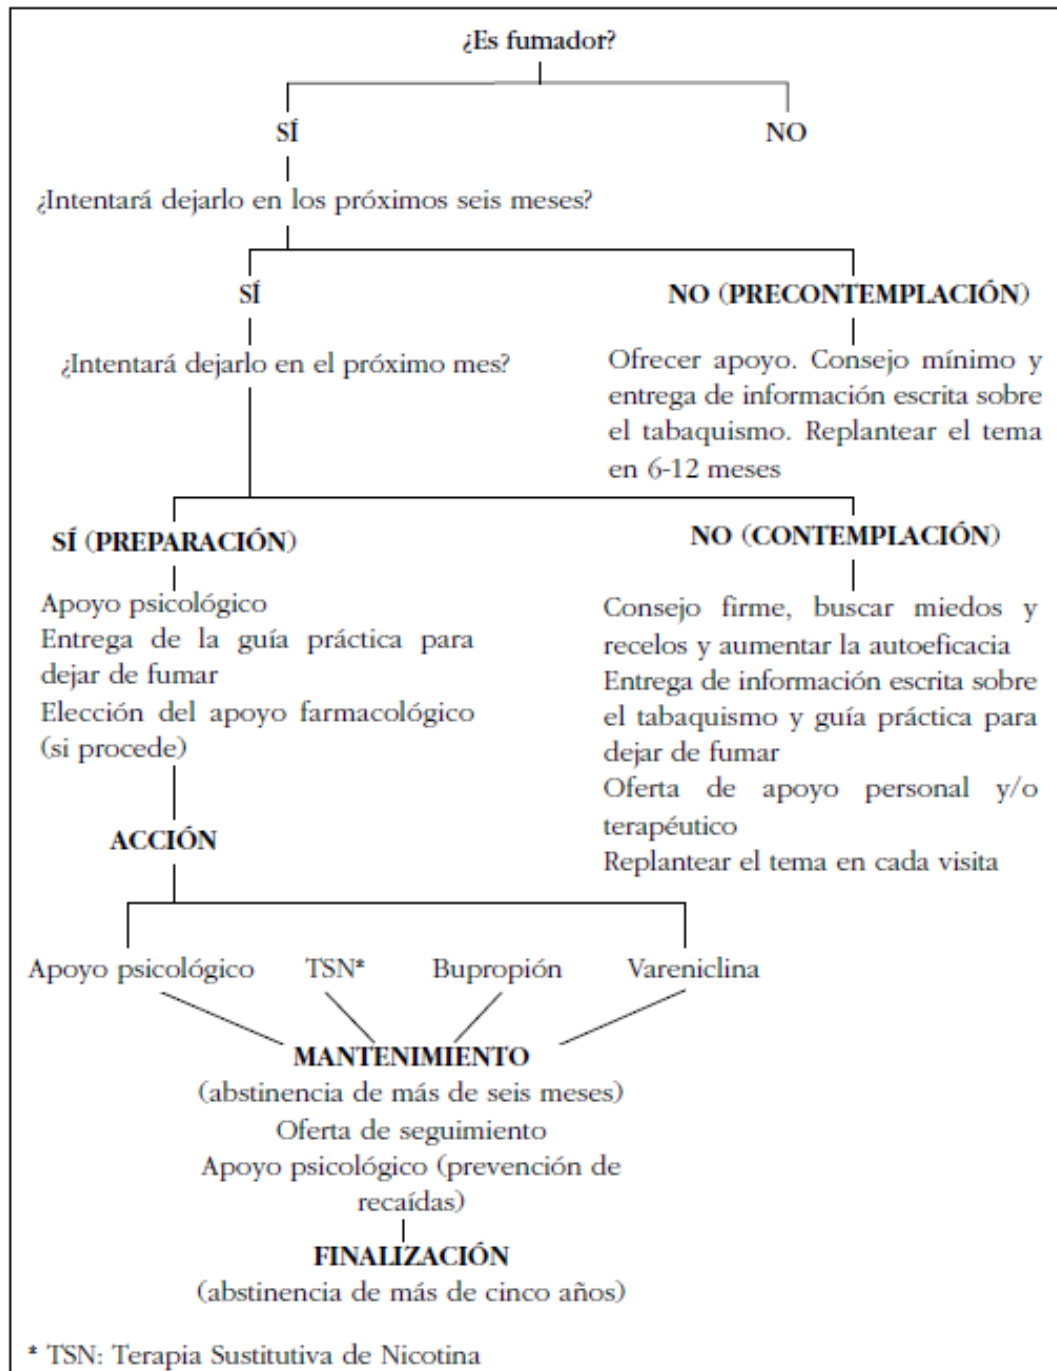 ¿Es fumador?
SÍ
NO
¿Intentará dejarlo en los próximos seis meses?
SÍ
NO (PRECONTEMPLACIÓN)
¿Intentará dejarlo en el próximo mes?
Ofrecer apoyo. Consejo mínimo y
entrega de información escrita sobre
el tabaquismo. Replantear el tema
en 6-12 meses
SÍ (PREPARACIÓN)
NO (CONTEMPLACIÓN)
Apoyo psicológico
Entrega de la guía práctica para
dejar de fumar
Elección del apoyo farmacológico
(si procede)
Consejo firme, buscar miedos y
recelos y aumentar la autoeficacia
Entrega de información escrita sobre
el tabaquismo y guía práctica para
dejar de fumar
Oferta de apoyo personal y/o
terapéutico
Replantear el tema en cada visita
ACCIÓN
Apoyo psicológico
TSN*
Bupropión
Vareniclina
MANTENIMIENTO
(abstinencia de más de seis meses)
Oferta de seguimiento
Apoyo psicológico (prevención de
recaídas)
FINALIZACIÓN
(abstinencia de más de cinco años)
* TSN: Terapia Sustitutiva de Nicotina